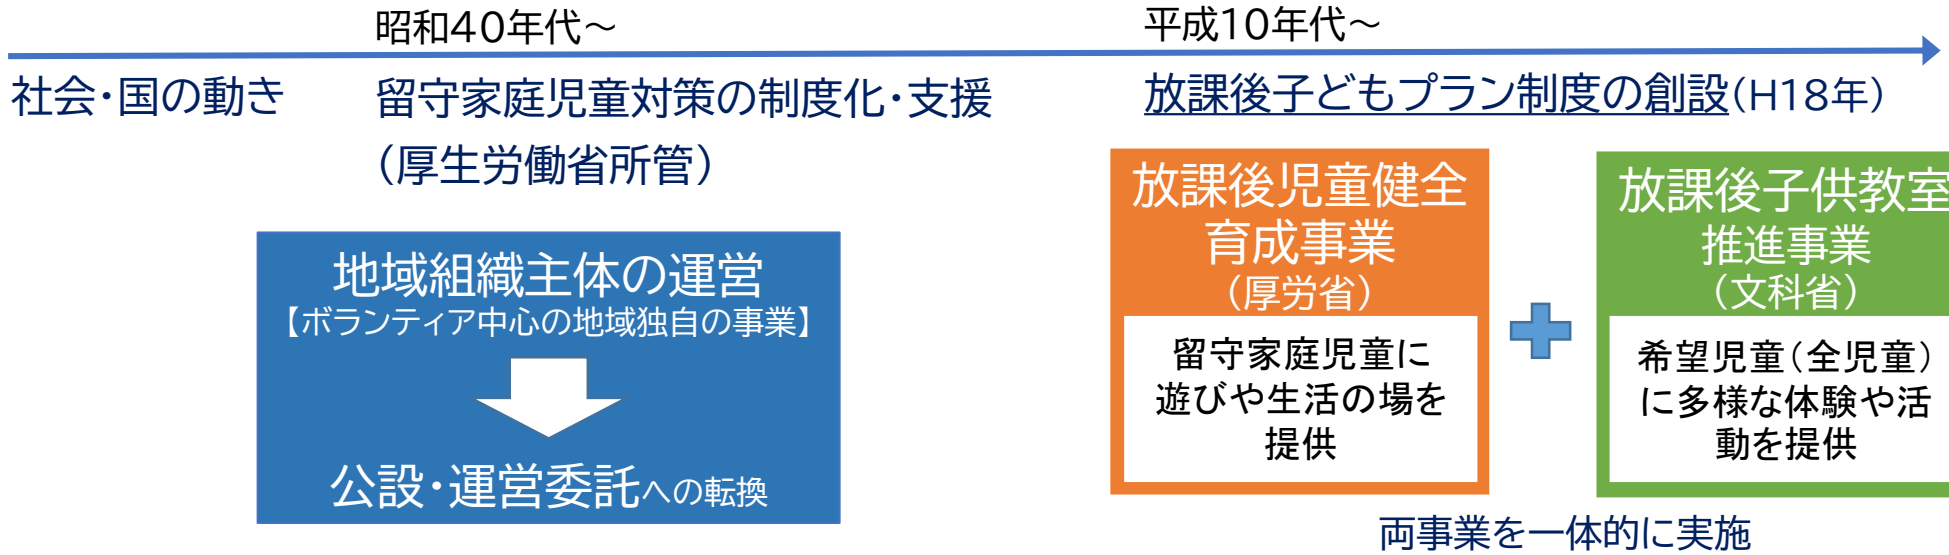 昭和40年代～
平成10年代～
社会・国の動き
留守家庭児童対策の制度化・支援
（厚生労働省所管）
放課後子どもプラン制度の創設（H18年）
地域組織主体の運営
【ボランティア中心の地域独自の事業】
公設・運営委託への転換
放課後児童健全
育成事業
（厚労省）
留守家庭児童に
遊びや生活の場を
提供
放課後子供教室
推進事業
（文科省）
希望児童（全児童）
に多様な体験や活
動を提供
両事業を一体的に実施